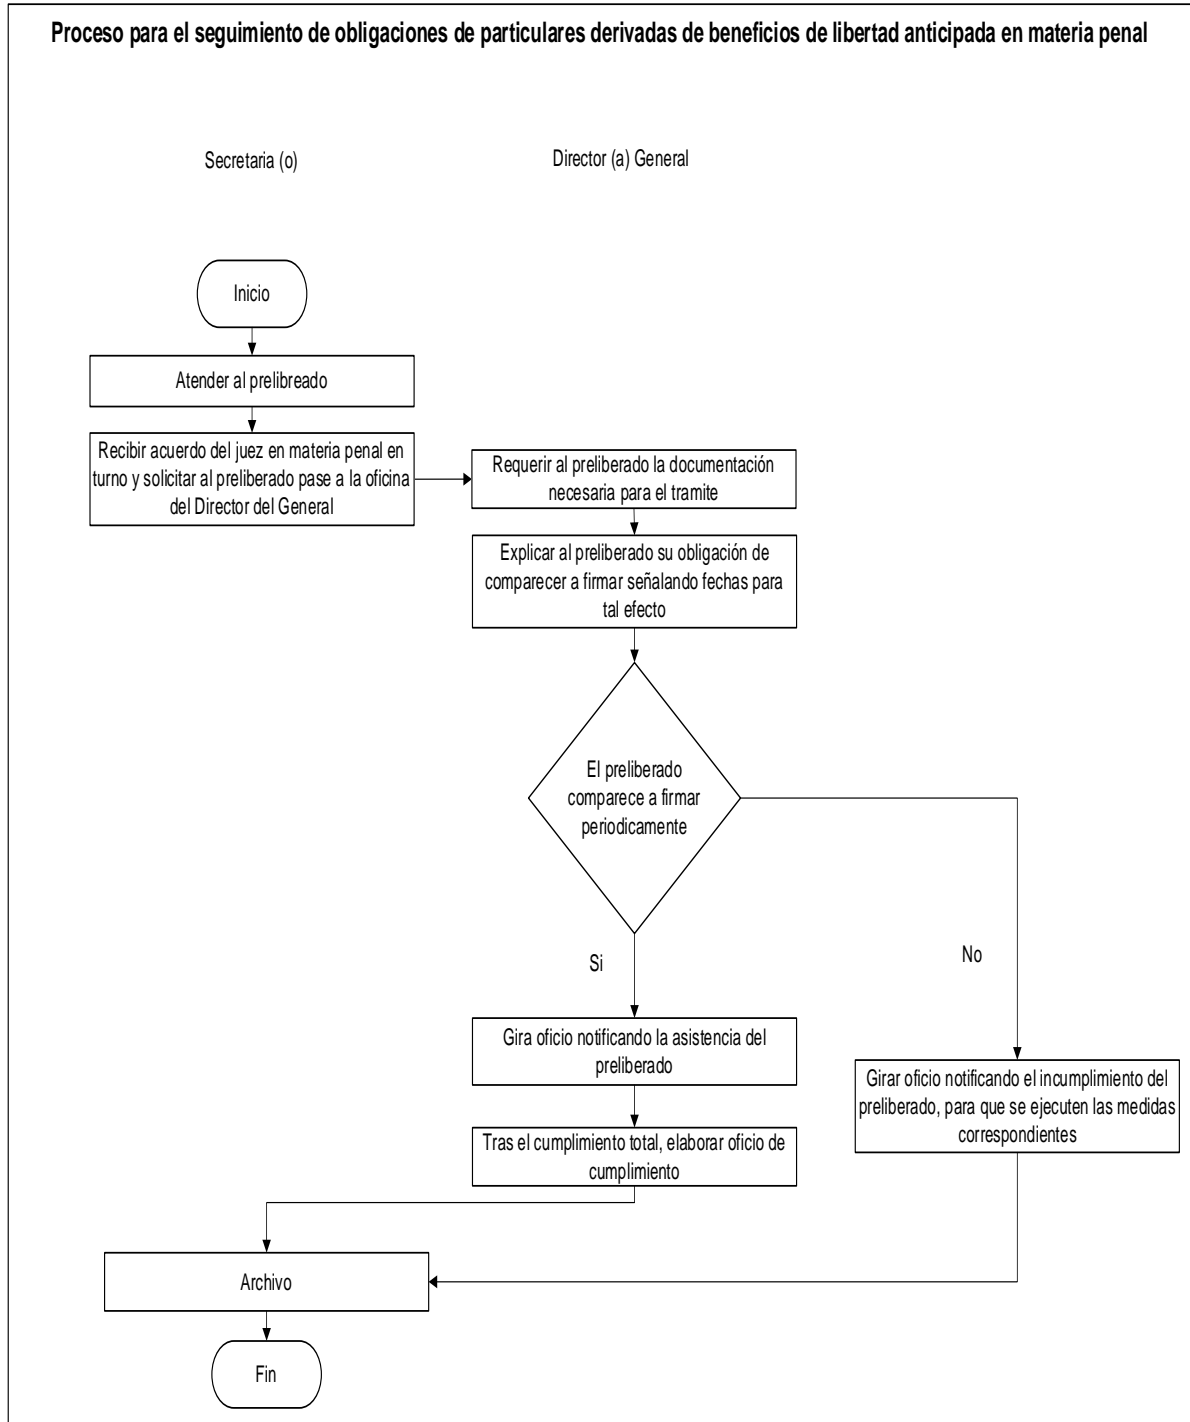 Proceso para el seguimiento de obligaciones de particulares derivadas de beneficios de libertad anticipada en materia penal
Secretaria (o)
Director (a) General
Inicio
Atender al prelibreado
Recibir acuerdo del juez en materia penal en
turno y solicitar al preliberado pase a la oficina
del Director del General
Requerir al preliberado la documentación
necesaria para el tramite
Explicar al preliberado su obligación de
comparecer a firmar señalando fechas para
tal efecto
El preliberado
comparece a firmar
periodicamente
Si
No
Gira oficio notificando la asistencia del
preliberado
Girar oficio notificando el incumplimiento del
preliberado, para que se ejecuten las medidas
correspondientes
Tras el cumplimiento total, elaborar oficio de
cumplimiento
Archivo
Fin